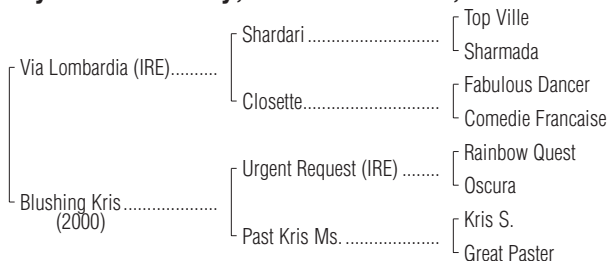 Shardari
Top Ville
Sharmada
Via Lombardia (IRE)
Closette
Fabulous Dancer
Comedie Francaise
Urgent Request (IRE)
Rainbow Quest
Oscura
Blushing Kris
(2000)
Past Kris Ms.
Kris S.
Great Paster